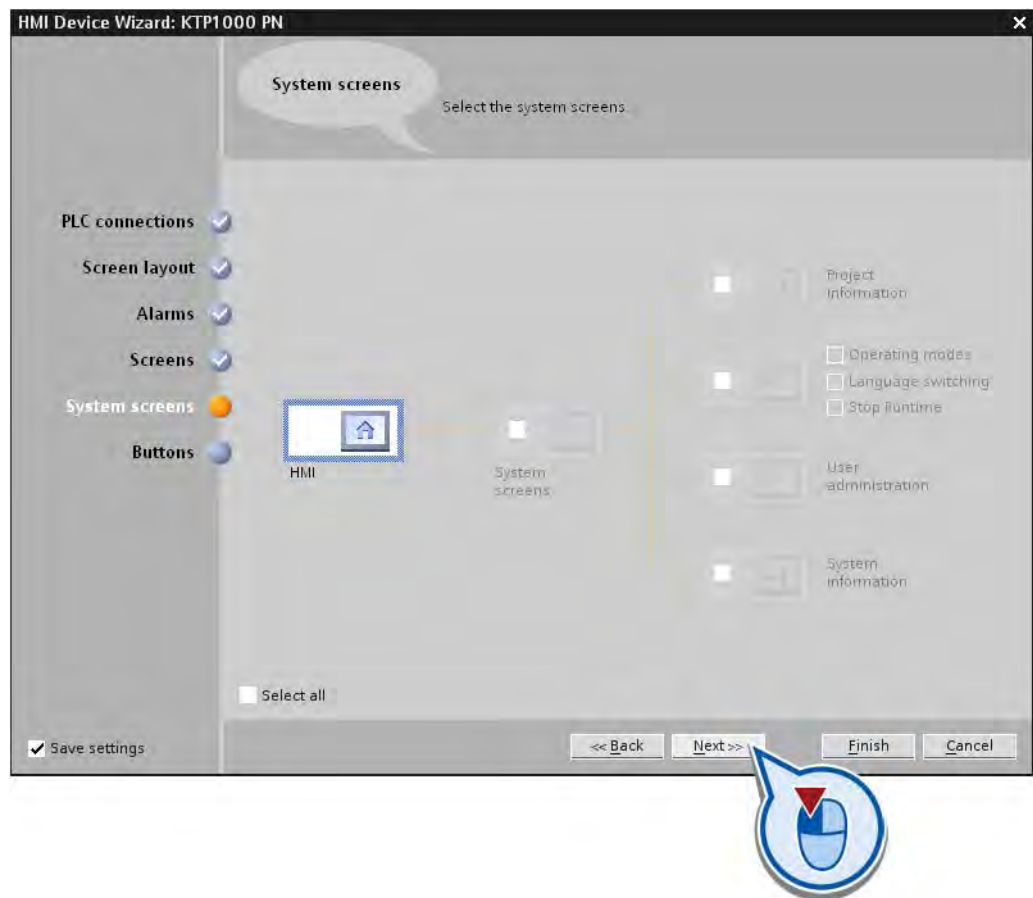 HMI Device Wizard: KTP1000 PN
System screens
Select the system screens.
PLC connections
Screen layout
Alarms
Screens
System screens
Buttons
HMI
System
screens
Project
Information
Operating modes
Language switching
Stop Runtime
User
administration
System
information
Select all
Save settings
<< Back
Next >>
Finish
Cancel